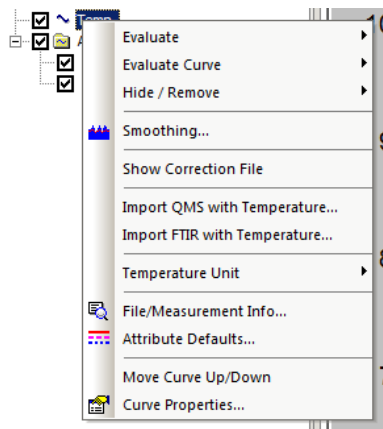 Temp.
Evaluate
Evaluate Curve
Hide / Remove
Smoothing...
Show Correction File
Import QMS with Temperature...
Import FTIR with Temperature...
Temperature Unit
File/Measurement Info...
Attribute Defaults...
Move Curve Up/Down
Curve Properties...